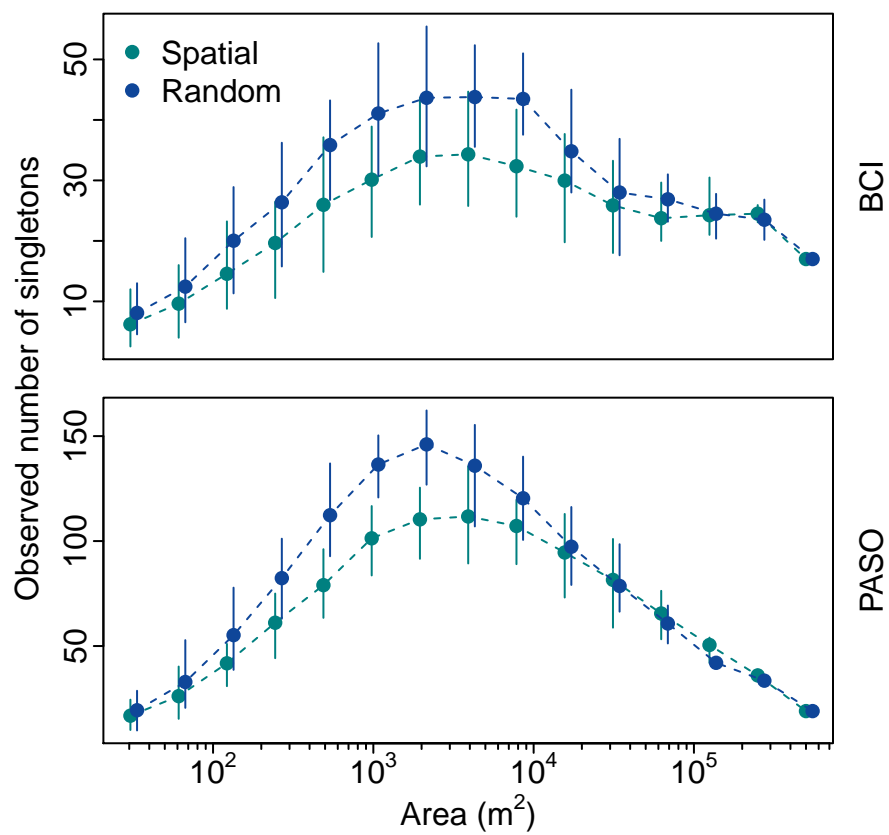 Spatial
Random
50
30
10
BCI
Observed number of singletons
150
100
50
PASO
10² 10³ 10⁴ 10⁵
Area (m²)